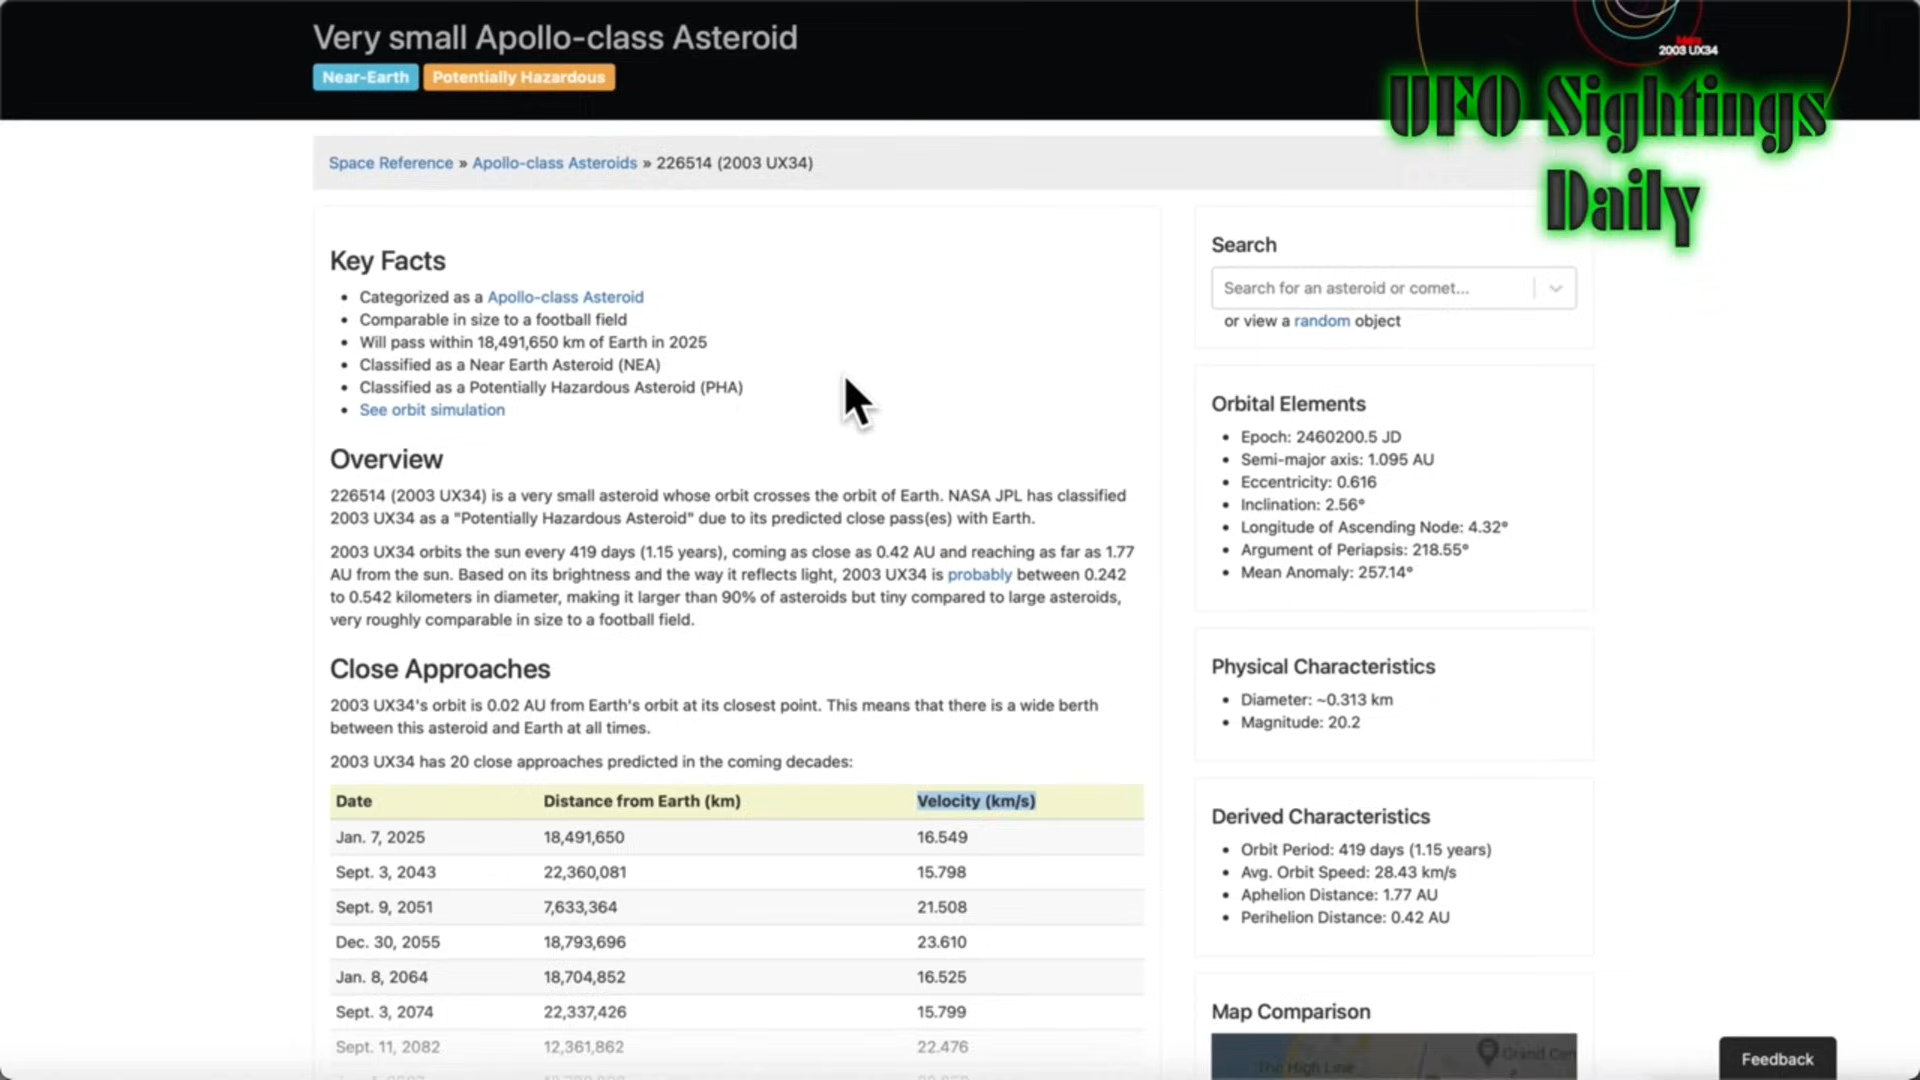 Very small Apollo-class Asteroid
Near-Earth Potentially Hazardous
2003 UX34
UFO Sightings
Daily
Space Reference » Apollo-class Asteroids » 226514 (2003 UX34)
Key Facts
• Categorized as a Apollo-class Asteroid
• Comparable in size to a football field
• Will pass within 18,491,650 km of Earth in 2025
• Classified as a Near Earth Asteroid (NEA)
• Classified as a Potentially Hazardous Asteroid (PHA)
• See orbit simulation
Overview
226514 (2003 UX34) is a very small asteroid whose orbit crosses the orbit of Earth. NASA JPL has classified
2003 UX34 as a "Potentially Hazardous Asteroid" due to its predicted close pass(es) with Earth.
2003 UX34 orbits the sun every 419 days (1.15 years), coming as close as 0.42 AU and reaching as far as 1.77
AU from the sun. Based on its brightness and the way it reflects light, 2003 UX34 is probably between 0.242
to 0.542 kilometers in diameter, making it larger than 90% of asteroids but tiny compared to large asteroids,
very roughly comparable in size to a football field.
Close Approaches
2003 UX34's orbit is 0.02 AU from Earth's orbit at its closest point. This means that there is a wide berth
between this asteroid and Earth at all times.
2003 UX34 has 20 close approaches predicted in the coming decades:
Date Distance from Earth (km) Velocity (km/s)
Jan. 7, 2025 18,491,650 16.549
Sept. 3, 2043 22,360,081 15.798
Sept. 9, 2051 7,633,364 21.508
Dec. 30, 2055 18,793,696 23.610
Jan. 8, 2064 18,704,852 16.525
Sept. 3, 2074 22,337,426 15.799
Sept. 11, 2082 12,361,862 22.476
Search
Search for an asteroid or comet...
or view a random object
Orbital Elements
• Epoch: 2460200.5 JD
• Semi-major axis: 1.095 AU
• Eccentricity: 0.616
• Inclination: 2.56°
• Longitude of Ascending Node: 4.32°
• Argument of Periapsis: 218.55°
• Mean Anomaly: 257.14°
Physical Characteristics
• Diameter: ~0.313 km
• Magnitude: 20.2
Derived Characteristics
• Orbit Period: 419 days (1.15 years)
• Avg. Orbit Speed: 28.43 km/s
• Aphelion Distance: 1.77 AU
• Perihelion Distance: 0.42 AU
Map Comparison
The High Line
Grand Cen
Feedback